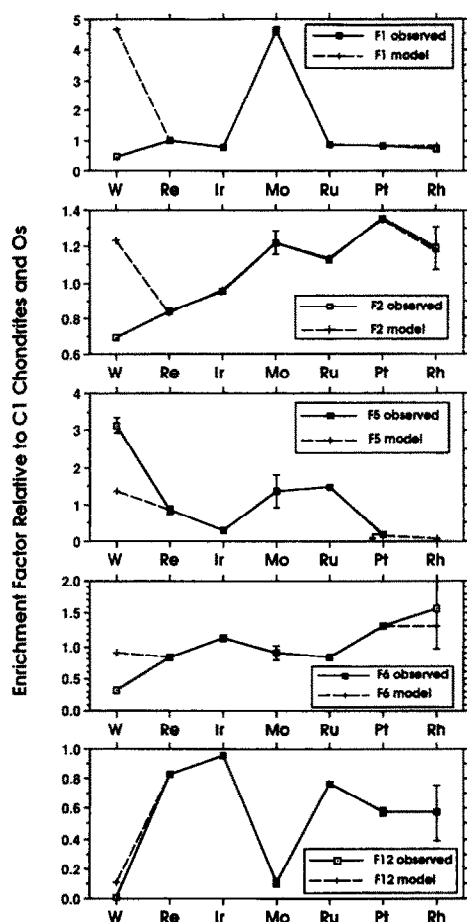 Enrichment Factor Relative to C1 Chondrites and Os
5
4
3
2
1
0
F1 observed
F1 model
W Re Ir Mo Ru Pt Rh
1.4
1.2
1.0
0.8
0.6
F2 observed
F2 model
W Re Ir Mo Ru Pt Rh
4
3
2
1
0
F5 observed
F5 model
W Re Ir Mo Ru Pt Rh
2.0
1.5
1.0
0.5
0.0
F6 observed
F6 model
W Re Ir Mo Ru Pt Rh
1.0
0.8
0.6
0.4
0.2
0.0
F12 observed
F12 model
W Re Ir Mo Ru Pt Rh